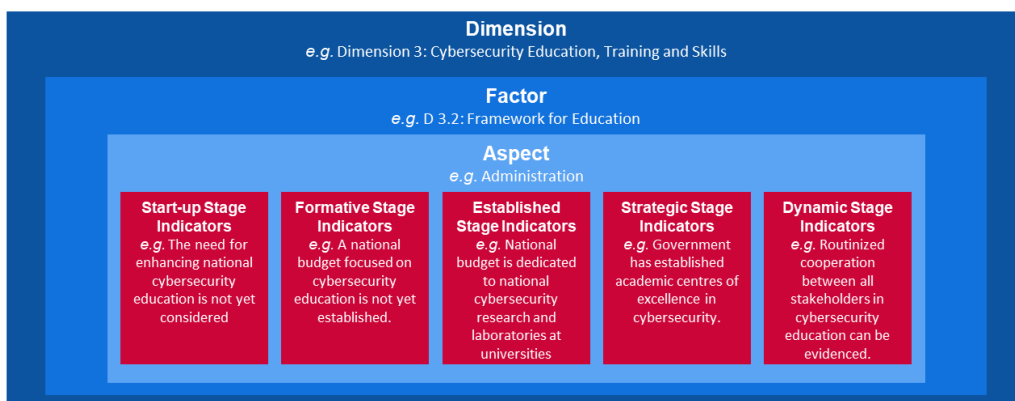 Dimension
e.g. Dimension 3: Cybersecurity Education, Training and Skills
Factor
e.g. D 3.2: Framework for Education
Aspect
e.g. Administration
Start-up Stage
Indicators
e.g. The need for
enhancing national
cybersecurity
education is not yet
considered
Formative Stage
Indicators
e.g. A national
budget focused on
cybersecurity
education is not yet
established.
Established
Stage Indicators
e.g. National
budget is dedicated
to national
cybersecurity
research and
laboratories at
universities
Strategic Stage
Indicators
e.g. Government
has established
academic centres of
excellence in
cybersecurity.
Dynamic Stage
Indicators
e.g. Routinized
cooperation
between all
stakeholders in
cybersecurity
education can be
evidenced.